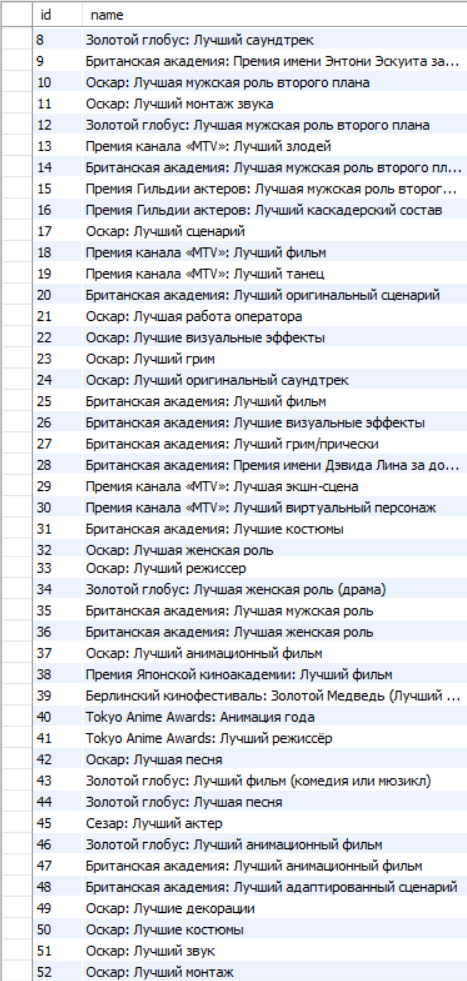 id name
8 Золотой глобус: Лучший саундтрек
9 Британская академия: Премия имени Энтони Эскуита за...
10 Оскар: Лучшая мужская роль второго плана
11 Оскар: Лучший монтаж звука
12 Золотой глобус: Лучшая мужская роль второго плана
13 Премия канала «MTV»: Лучший злодей
14 Британская академия: Лучшая мужская роль второго пл...
15 Премия Гильдии актеров: Лучшая мужская роль второг...
16 Премия Гильдии актеров: Лучший каскадерский состав
17 Оскар: Лучший сценарий
18 Премия канала «MTV»: Лучший фильм
19 Премия канала «MTV»: Лучший танец
20 Британская академия: Лучший оригинальный сценарий
21 Оскар: Лучшая работа оператора
22 Оскар: Лучшие визуальные эффекты
23 Оскар: Лучший грим
24 Оскар: Лучший оригинальный саундтрек
25 Британская академия: Лучший фильм
26 Британская академия: Лучшие визуальные эффекты
27 Британская академия: Лучший грим/прически
28 Британская академия: Премия имени Дэвида Лина за до...
29 Премия канала «MTV»: Лучшая экшн-сцена
30 Премия канала «MTV»: Лучший виртуальный персонаж
31 Британская академия: Лучшие костюмы
32 Оскар: Лучшая женская роль
33 Оскар: Лучший режиссер
34 Золотой глобус: Лучшая женская роль (драма)
35 Британская академия: Лучшая мужская роль
36 Британская академия: Лучшая женская роль
37 Оскар: Лучший анимационный фильм
38 Премия Японской киноакадемии: Лучший фильм
39 Берлинский кинофестиваль: Золотой Медведь (Лучший ...
40 Tokyo Anime Awards: Анимация года
41 Tokyo Anime Awards: Лучший режиссёр
42 Оскар: Лучшая песня
43 Золотой глобус: Лучший фильм (комедия или мюзикл)
44 Золотой глобус: Лучшая песня
45 Сезар: Лучший актер
46 Золотой глобус: Лучший анимационный фильм
47 Британская академия: Лучший анимационный фильм
48 Британская академия: Лучший адаптированный сценарий
49 Оскар: Лучшие декорации
50 Оскар: Лучшие костюмы
51 Оскар: Лучший звук
52 Оскар: Лучший монтаж